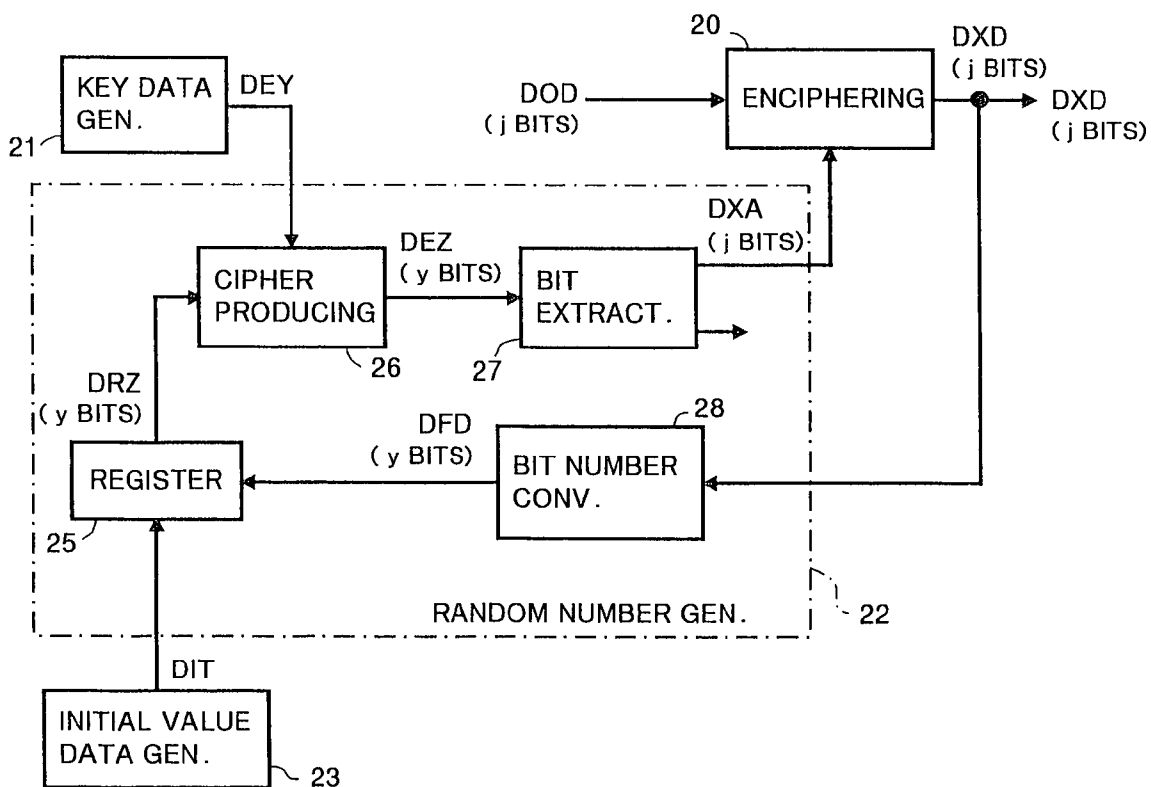 20
DXD
(j BITS)
KEY DATA
GEN.
21
DEY
DOD
(j BITS)
ENCIPHERING
DXD
(j BITS)
DXA
(j BITS)
CIPHER
PRODUCING
26
DEZ
(y BITS)
BIT
EXTRACT.
27
DRZ
(y BITS)
DFD
(y BITS)
28
BIT NUMBER
CONV.
REGISTER
25
RANDOM NUMBER GEN.
22
DIT
INITIAL VALUE
DATA GEN.
23